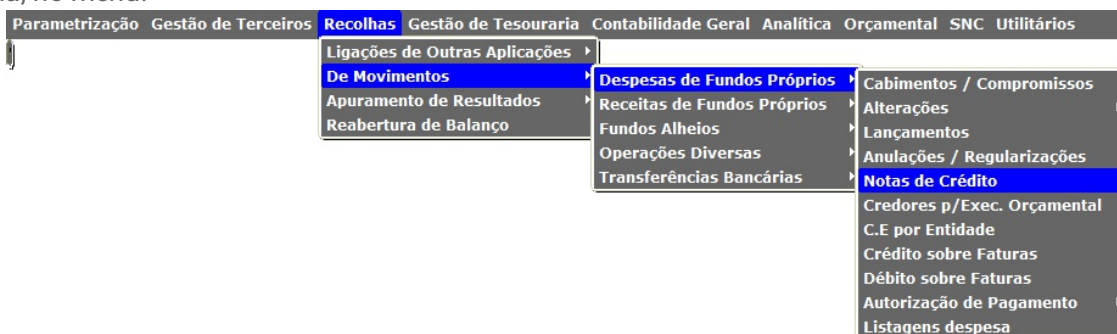 no menu:
Parametrização Gestão de Terceiros Recolhas Gestão de Tesouraria Contabilidade Geral Analítica Orçamental SNC Utilitários
Ligações de Outras Aplicações
De Movimentos
Apuramento de Resultados
Reabertura de Balanço
Despesas de Fundos Próprios
Receitas de Fundos Próprios
Fundos Alheios
Operações Diversas
Transferências Bancárias
Cabimentos / Compromissos
Alterações
Lançamentos
Anulações / Regularizações
Notas de Crédito
Credores p/Exec. Orçamental
C.E por Entidade
Crédito sobre Faturas
Débito sobre Faturas
Autorização de Pagamento
Listagens despesa